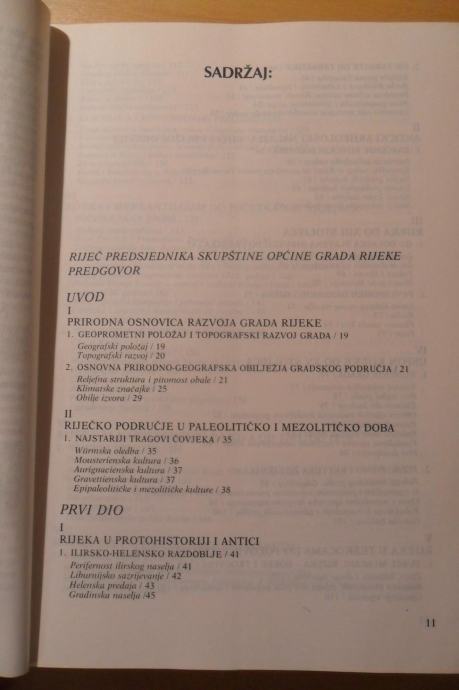 SADRŽAJ:
RIJEČ PREDSJEDNIKA SKUPŠTINE OPĆINE GRADA RIJEKE
PREDGOVOR
UVOD
I
PRIRODNA OSNOVICA RAZVOJA GRADA RIJEKE
1. GEOPROMETNI POLOŽAJ I TOPOGRAFSKI RAZVOJ GRADA / 19
Geografski položaj / 19
Topografski razvoj / 20
2. OSNOVNA PRIRODNO-GEOGRAFSKA OBILJEŽJA GRADSKOG PODRUČJA / 21
Reljefna struktura i pitomost obale / 21
Klimatske značajke / 25
Obilje izvora / 29
II
RIJEČKO PODRUČJE U PALEOLITIČKO I MEZOLITIČKO DOBA
1. NAJSTARIJI TRAGOVI ČOVJEKA / 35
Würmska oledba / 35
Mousterienska kultura / 36
Aurignacienska kultura / 37
Gravettienska kultura / 37
Epipaleolitičke i mezolitičke kulture / 38
PRVI DIO
I
RIJEKA U PROTOHISTORIJI I ANTICI
1. ILIRSKO-HELENSKO RAZDOBLJE / 41
Perifernost ilirskog naselja / 41
Liburnijsko sazrijevanje / 42
Helenska predaja / 43
Gradinska naselja /45
11